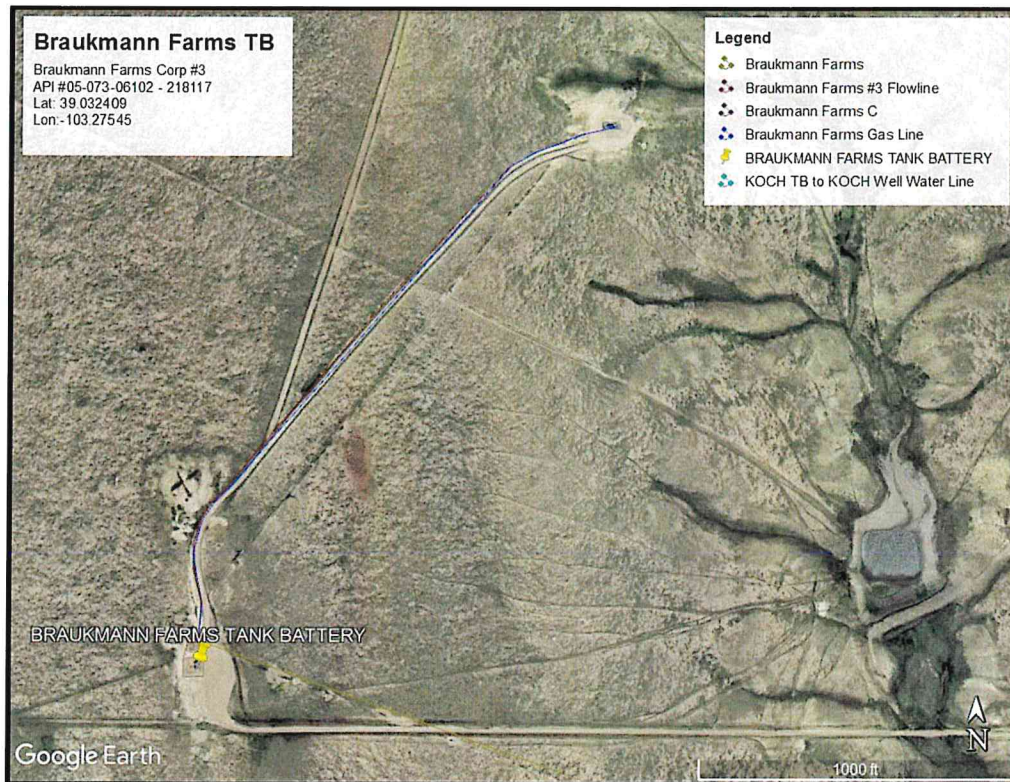 Braukmann Farms TB
Braukmann Farms Corp #3
API #05-073-06102 - 218117
Lat: 39.032409
Lon:-103.27545
Legend
Braukmann Farms
Braukmann Farms #3 Flowline
Braukmann Farms C
Braukmann Farms Gas Line
BRAUKMANN FARMS TANK BATTERY
KOCH TB to KOCH Well Water Line
BRAUKMANN FARMS TANK BATTERY
N
Google Earth
1000 ft